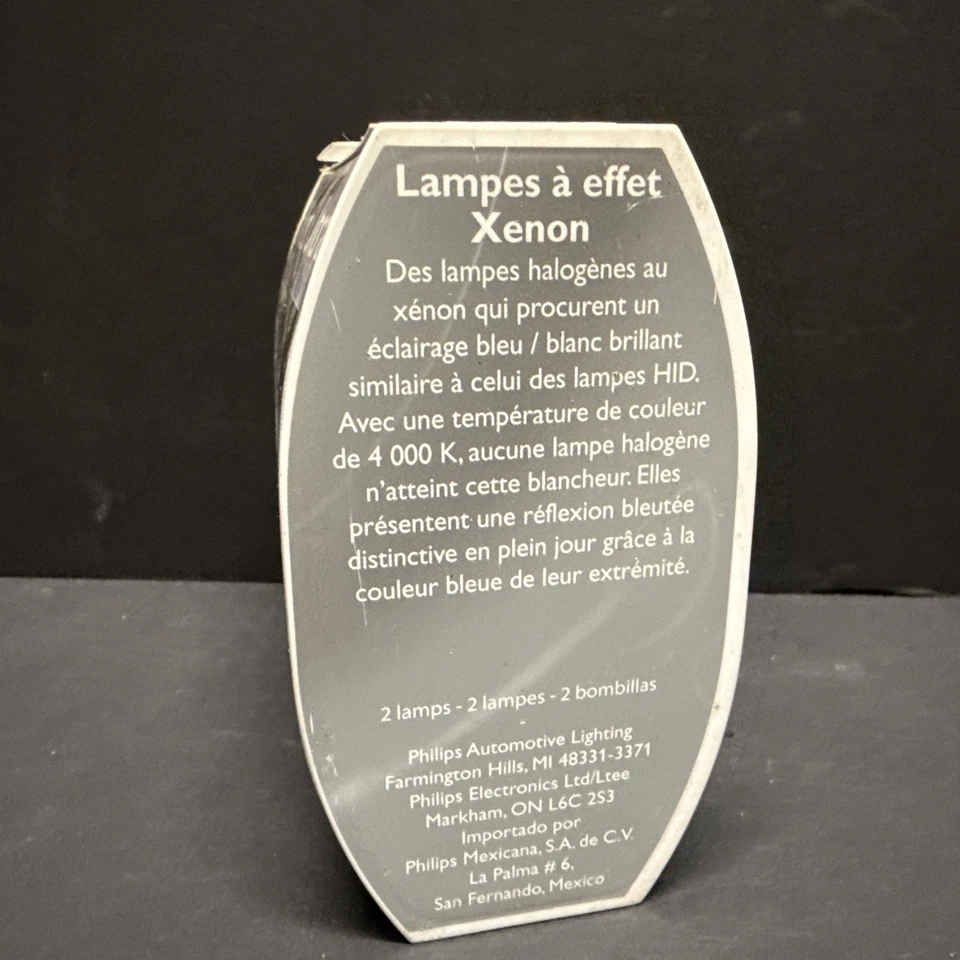 Lampes à effet
Xenon
Des lampes halogènes au
xénon qui procurent un
éclairage bleu / blanc brillant
similaire à celui des lampes HID.
Avec une température de couleur
de 4 000 K, aucune lampe halogène
n'atteint cette blancheur. Elles
présentent une réflexion bleutée
distinctive en plein jour grâce à la
couleur bleue de leur extrémité.
2 lamps - 2 lampes - 2 bombillas
Philips Automotive Lighting
Farmington Hills, MI 48331-3371
Philips Electronics Ltd/Ltee
Markham, ON L6C 2S3
Importado por
Philips Mexicana, S.A. de C.V.
La Palma # 6,
San Fernando, Mexico